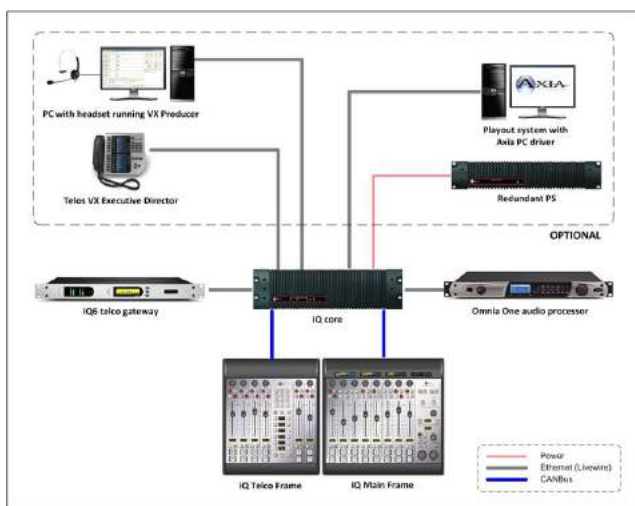 PC with headset running VX Producer
AXIA
Playout system with
Axia PC driver
Telos VX Executive Director
Redundant PS
OPTIONAL
iQ6 telco gateway
iQ core
Omnia One audio processor
iQ Telco Frame
iQ Main Frame
Power
Ethernet (Livewire)
CANBus